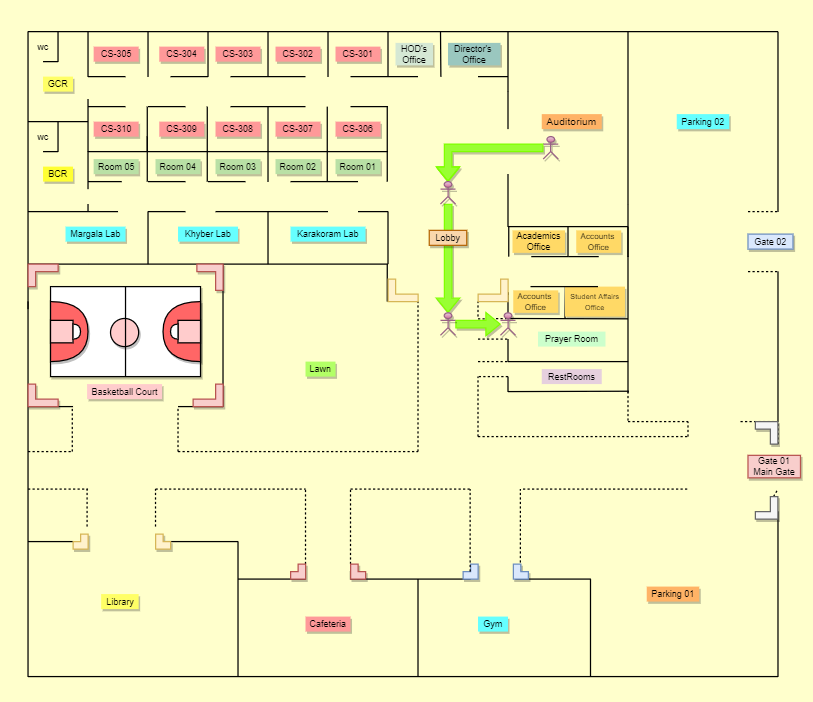 wc
CS-305
CS-304
CS-303
CS-302
CS-301
HOD's
Office
Director's
Office
GCR
Auditorium
Parking 02
CS-310
CS-309
CS-308
CS-307
CS-306
wc
BCR
Room 05
Room 04
Room 03
Room 02
Room 01
Margala Lab
Khyber Lab
Karakoram Lab
Lobby
Academics
Office
Accounts
Office
Gate 02
Accounts
Office
Student Affairs
Office
Prayer Room
Lawn
RestRooms
Basketball Court
Gate 01
Main Gate
Library
Cafeteria
Gym
Parking 01